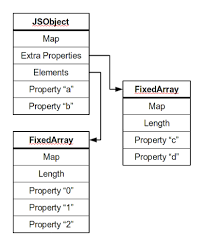 JSObject
Map
Extra Properties
Elements
Property "a"
Property "b"
FixedArray
Map
Length
Property "c"
Property "d"
FixedArray
Map
Length
Property "0"
Property "1"
Property "2"